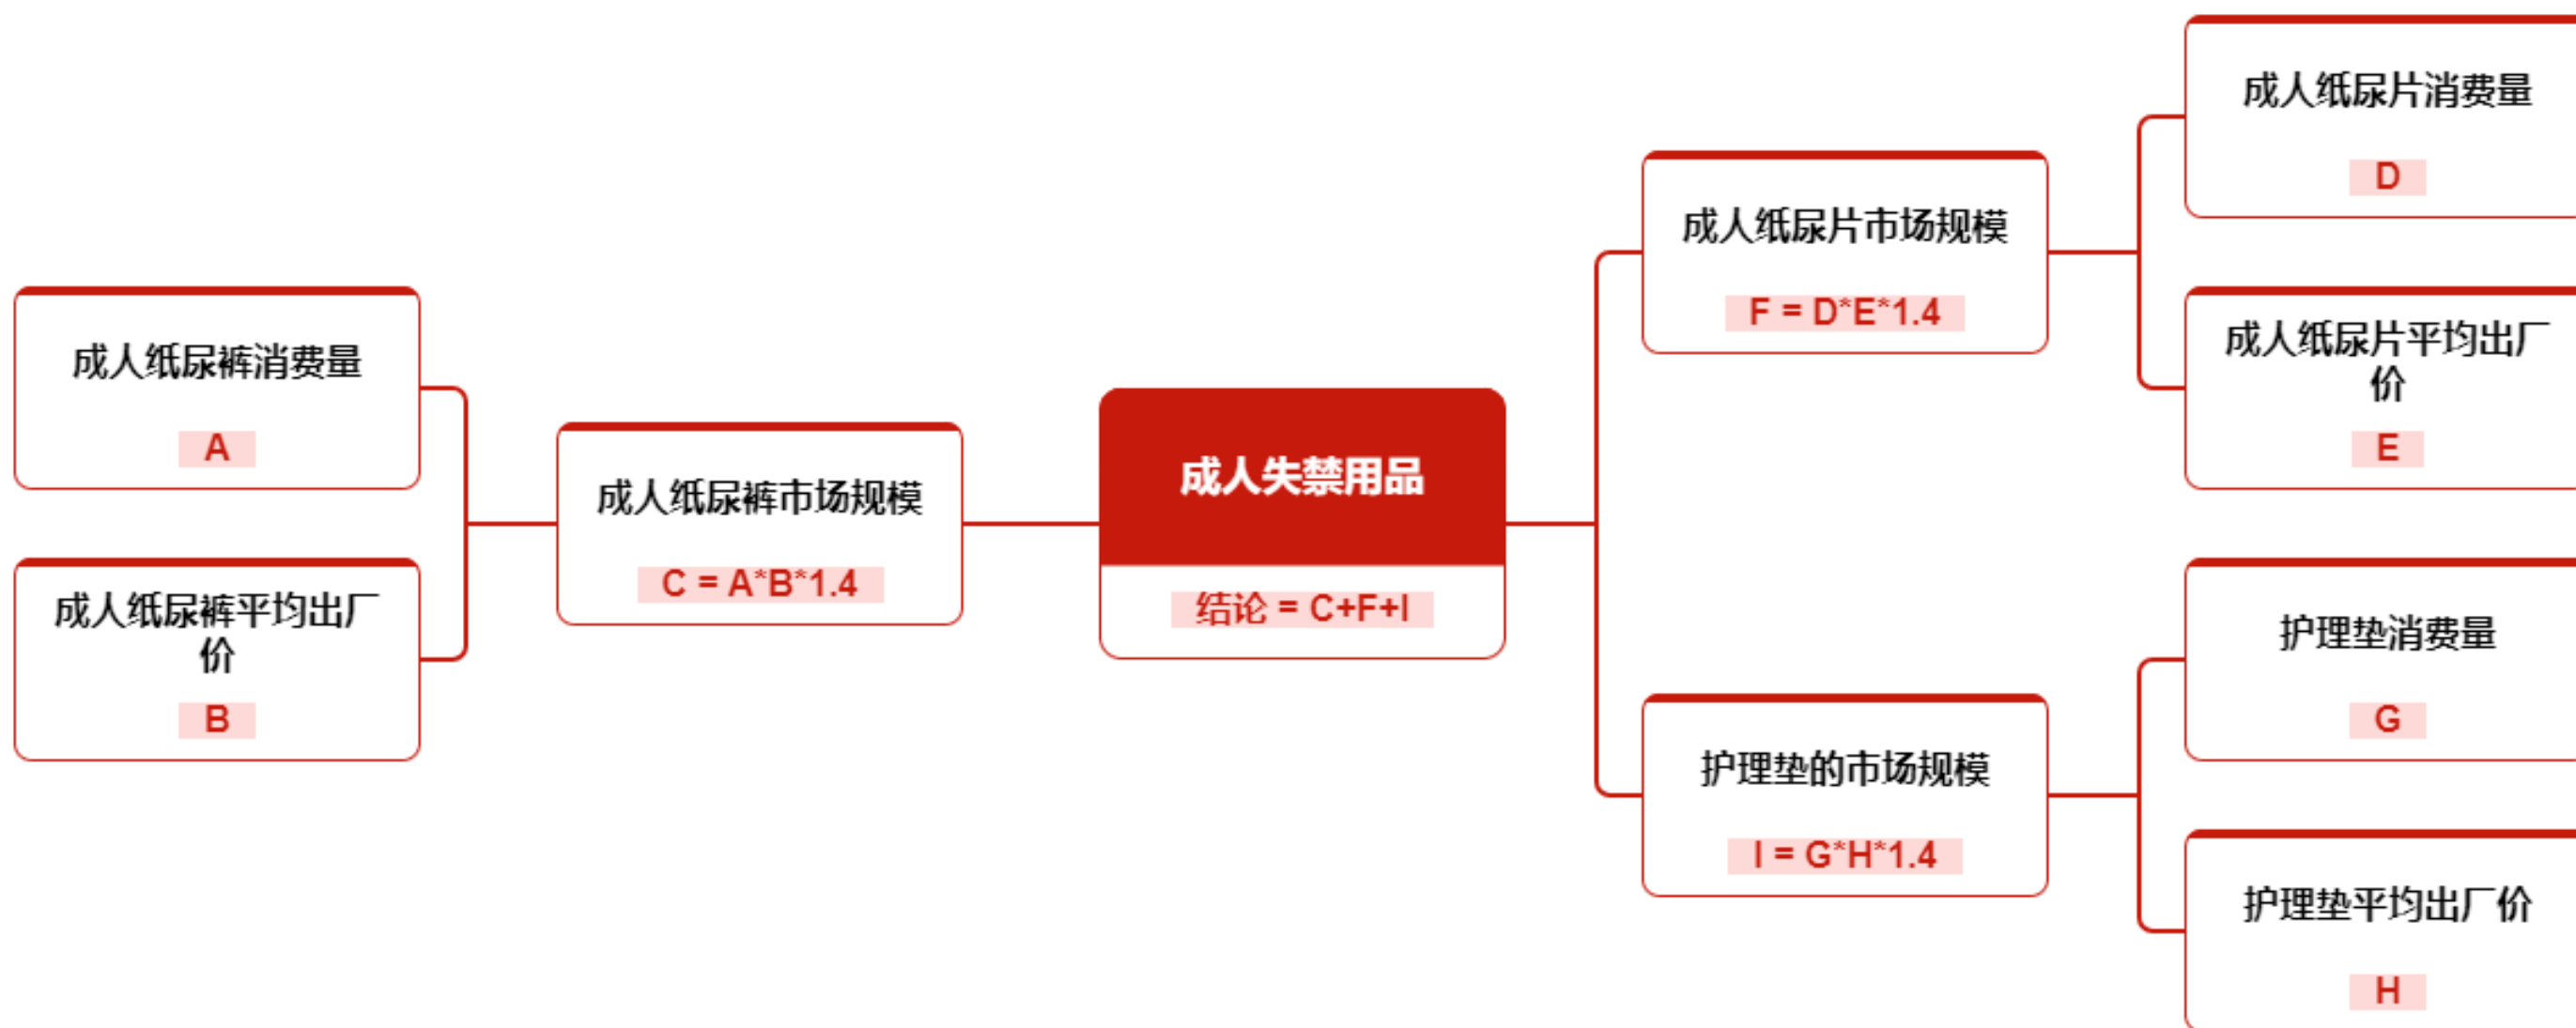 成人纸尿裤消费量
A
成人纸尿裤平均出厂
价
B
成人纸尿裤市场规模
C = A*B*1.4
成人失禁用品
结论 = C+F+I
成人纸尿片市场规模
F = D*E*1.4
成人纸尿片消费量
D
成人纸尿片平均出厂
价
E
护理垫的市场规模
I = G*H*1.4
护理垫消费量
G
护理垫平均出厂价
H